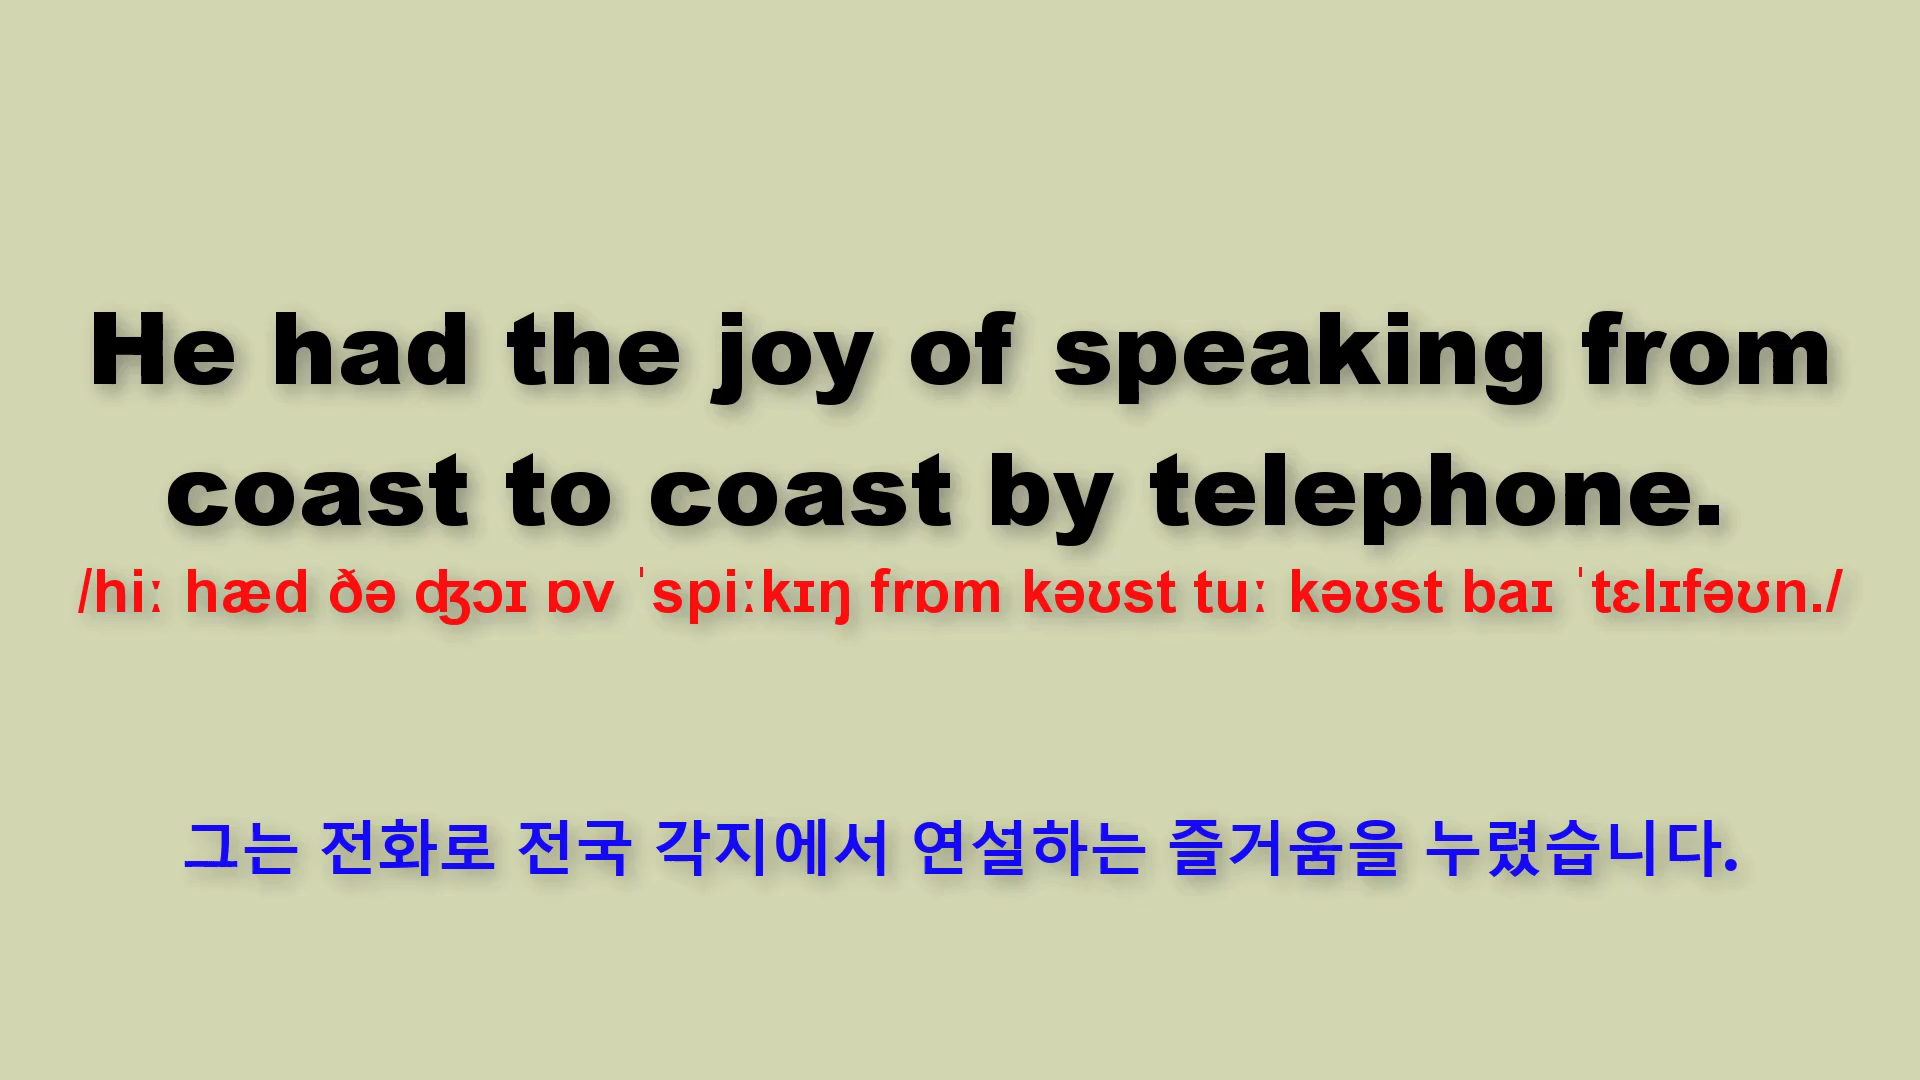 He had the joy of speaking from
coast to coast by telephone.
/hiː hæd ðə ʤɔɪ ɒv ˈspiːkɪŋ frɒm kəʊst tuː kəʊst baɪ ˈtɛlɪfəʊn./
그는 전화로 전국 각지에서 연설하는 즐거움을 누렸습니다.